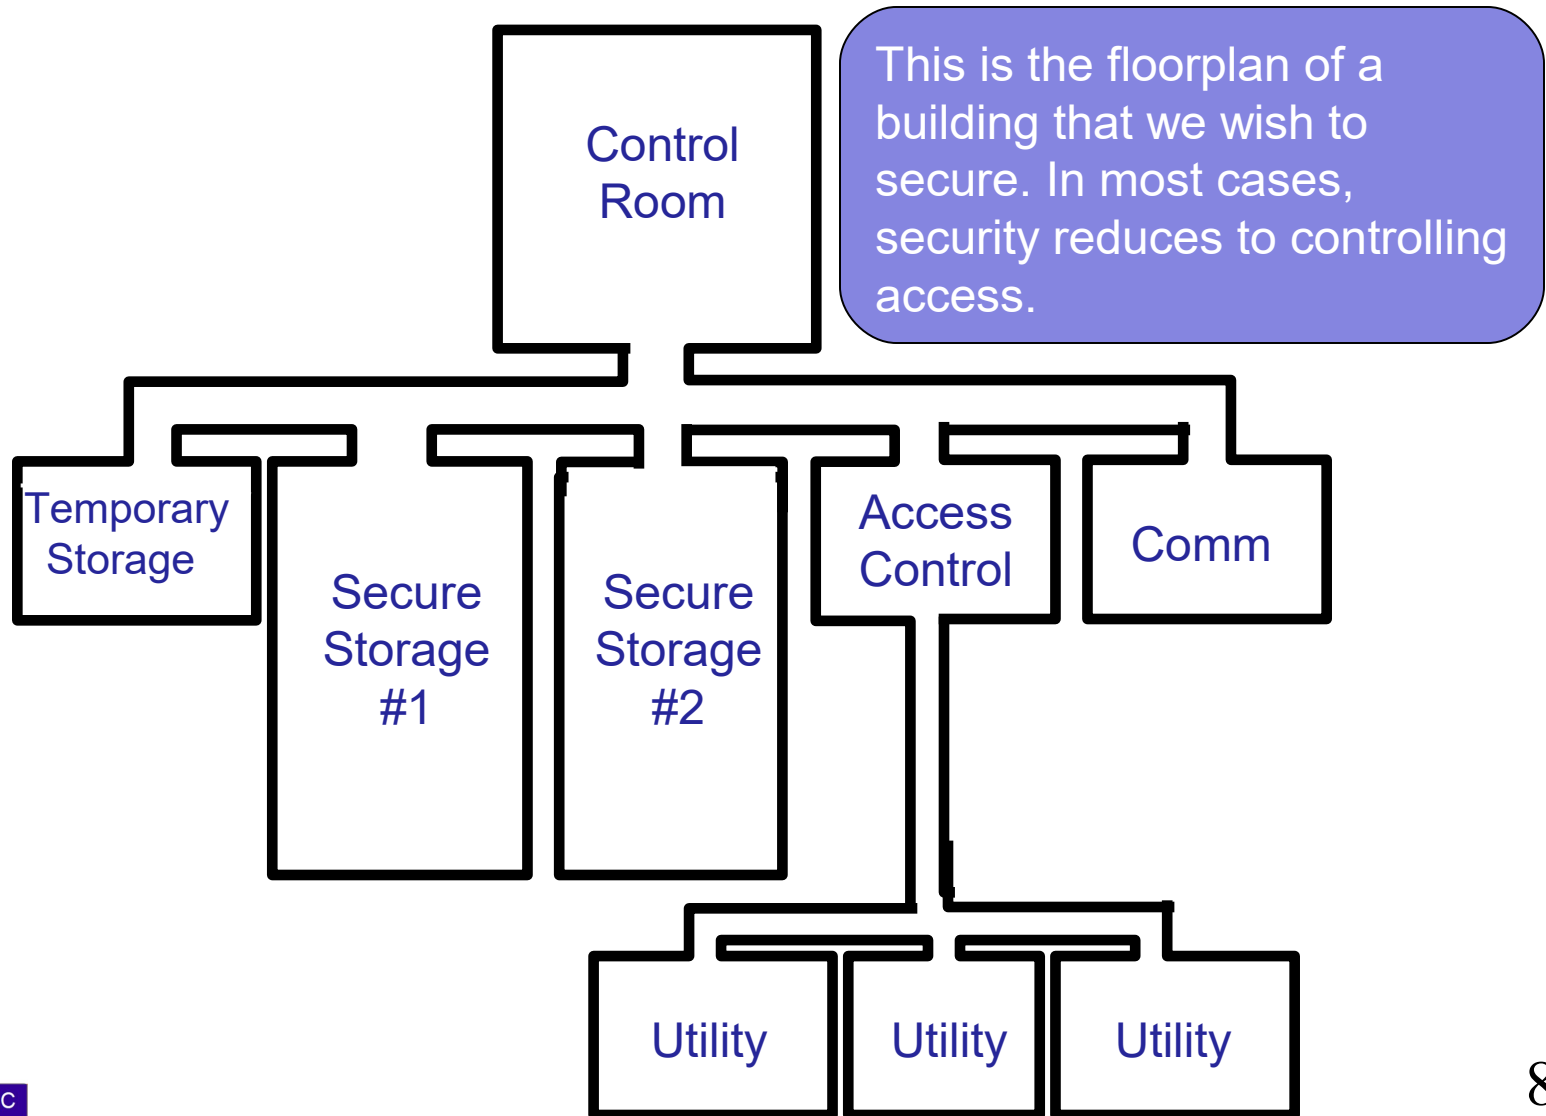 This is the floorplan of a
building that we wish to
secure. In most cases,
security reduces to controlling
access.
Control
Room
Temporary
Storage
Secure
Storage
#1
Secure
Storage
#2
Access
Control
Comm
Utility
Utility
Utility
C
8